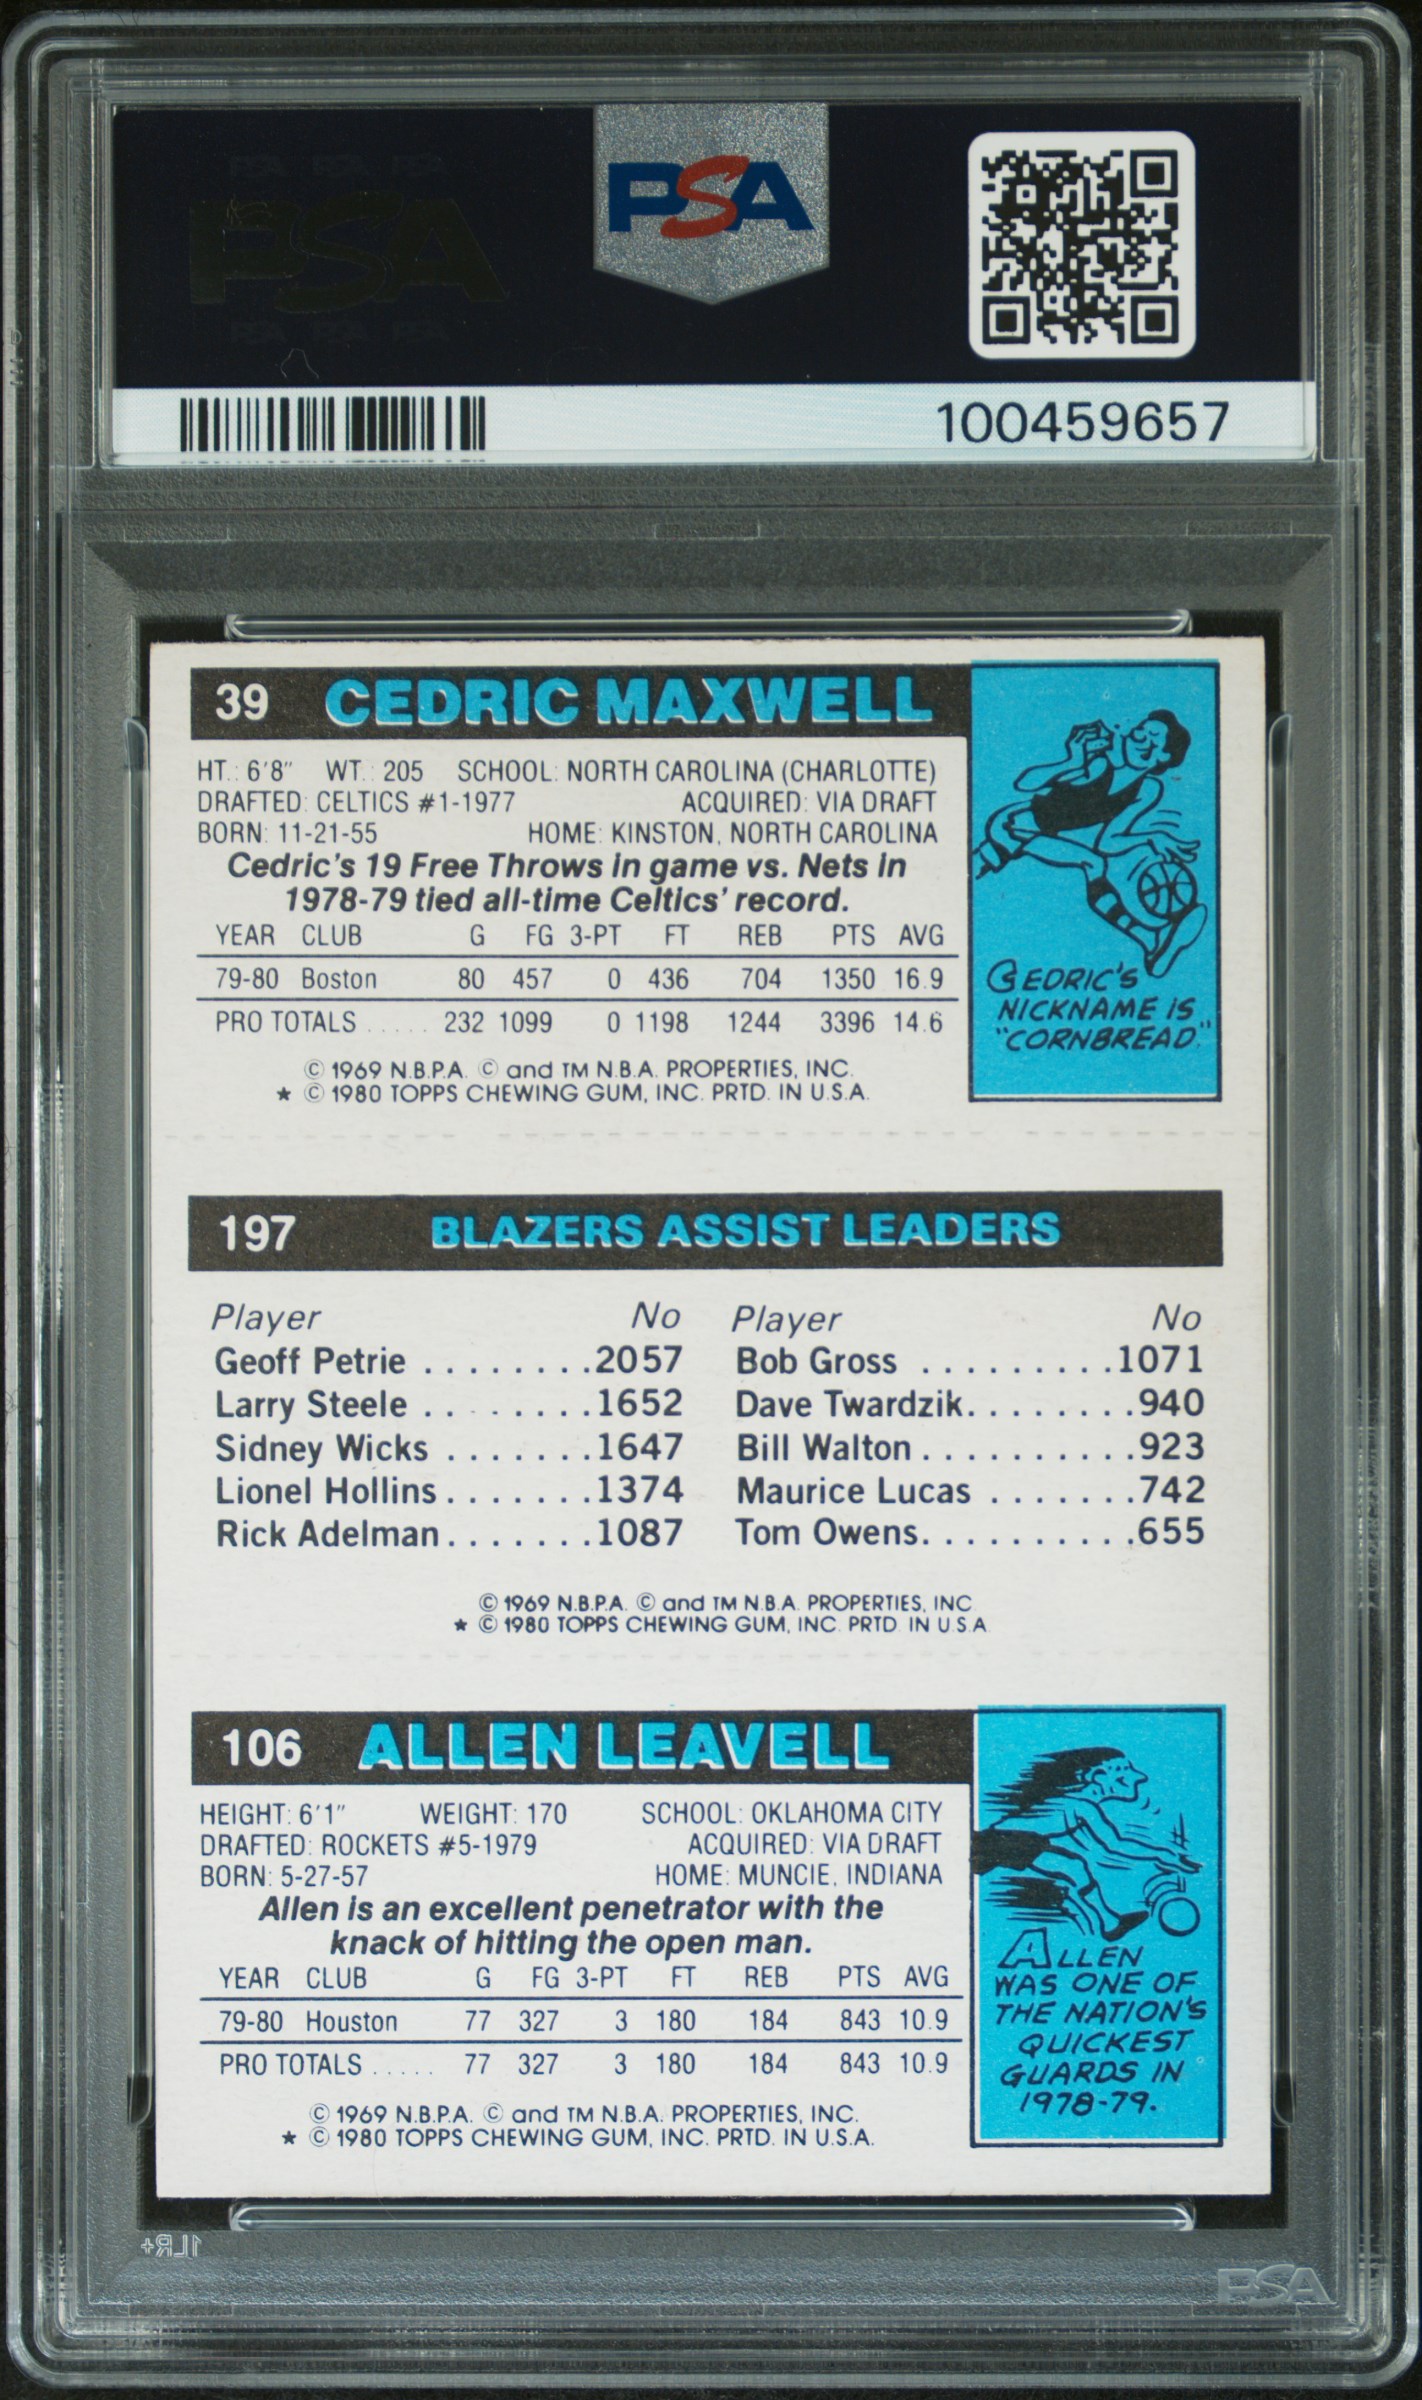 PSA
100459657
39 CEDRIC MAXWELL
HT.: 6'8" WT.: 205 SCHOOL: NORTH CAROLINA (CHARLOTTE)
DRAFTED: CELTICS #1-1977 ACQUIRED: VIA DRAFT
BORN: 11-21-55 HOME: KINSTON, NORTH CAROLINA
Cedric's 19 Free Throws in game vs. Nets in
1978-79 tied all-time Celtics' record.
YEAR CLUB G FG 3-PT FT REB PTS AVG
79-80 Boston 80 457 0 436 704 1350 16.9
PRO TOTALS ..... 232 1099 0 1198 1244 3396 14.6
© 1969 N.B.P.A. © and TM N.B.A. PROPERTIES, INC.
★ © 1980 TOPPS CHEWING GUM, INC. PRTD. IN U.S.A.
CEDRIC'S
NICKNAME IS
"CORNBREAD."
197 BLAZERS ASSIST LEADERS
Player No Player No
Geoff Petrie ........2057 Bob Gross .........1071
Larry Steele ........1652 Dave Twardzik........940
Sidney Wicks .......1647 Bill Walton..........923
Lionel Hollins.......1374 Maurice Lucas .......742
Rick Adelman.......1087 Tom Owens..........655
© 1969 N.B.P.A. © and TM N.B.A. PROPERTIES, INC
★ © 1980 TOPPS CHEWING GUM, INC. PRTD. IN U.S.A.
106 ALLEN LEAVELL
HEIGHT: 6'1" WEIGHT: 170 SCHOOL: OKLAHOMA CITY
DRAFTED: ROCKETS #5-1979 ACQUIRED: VIA DRAFT
BORN: 5-27-57 HOME: MUNCIE, INDIANA
Allen is an excellent penetrator with the
knack of hitting the open man.
YEAR CLUB G FG 3-PT FT REB PTS AVG
79-80 Houston 77 327 3 180 184 843 10.9
PRO TOTALS ..... 77 327 3 180 184 843 10.9
© 1969 N.B.P.A. © and TM N.B.A. PROPERTIES, INC.
★ © 1980 TOPPS CHEWING GUM, INC. PRTD. IN U.S.A.
ALLEN
WAS ONE OF
THE NATION'S
QUICKEST
GUARDS IN
1978-79.
1LR+
PSA